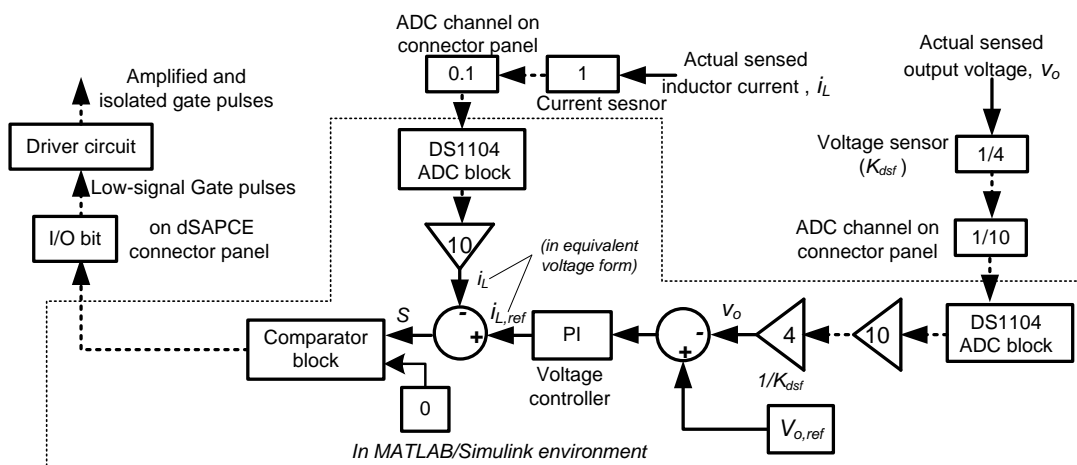 ADC channel on
connector panel
0.1
1
Current sesnor
Actual sensed
inductor current , iL
Actual sensed
output voltage, vo
Amplified and
isolated gate pulses
Driver circuit
Low-signal Gate pulses
I/O bit
on dSAPCE
connector panel
DS1104
ADC block
10
(in equivalent
voltage form)
iL
iL,ref
Voltage sensor
(Kdsf )
1/4
ADC channel on
connector panel
1/10
DS1104
ADC block
10
4
1/Kdsf
vo
-
+
Vo,ref
PI
Voltage
controller
-
+
S
Comparator
block
0
In MATLAB/Simulink environment